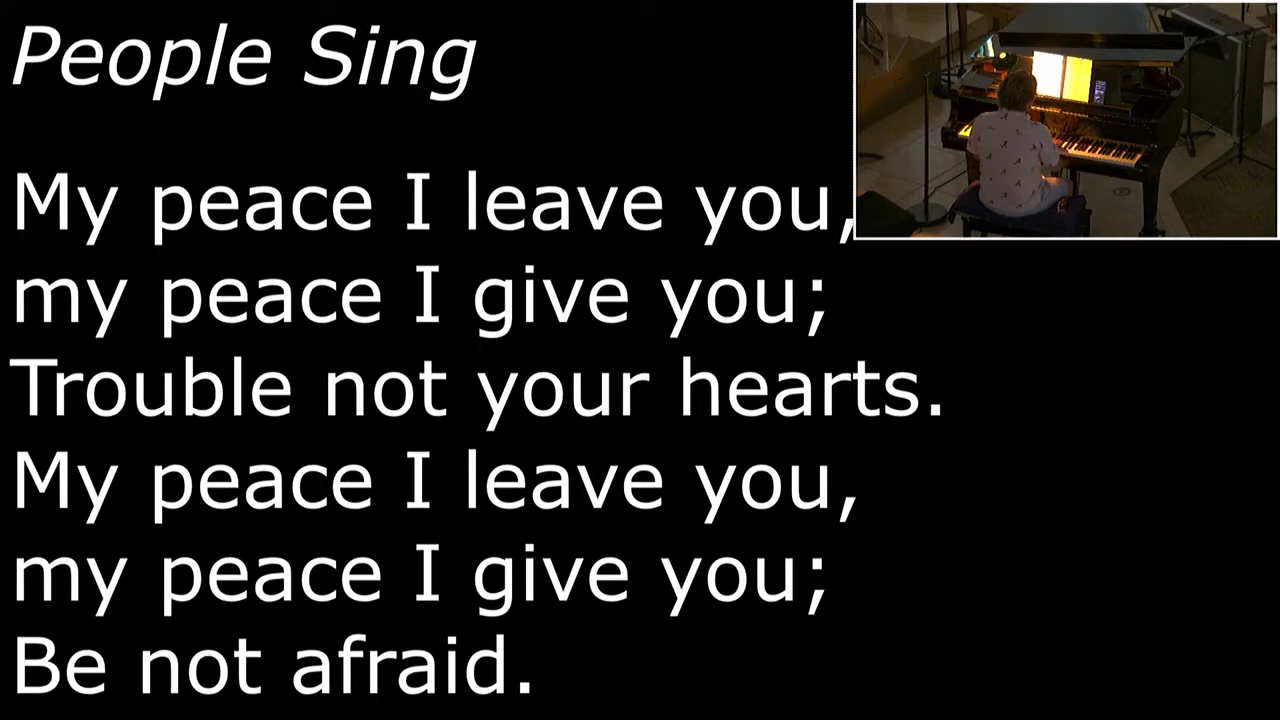 People Sing
My peace I leave you,
my peace I give you;
Trouble not your hearts.
My peace I leave you,
my peace I give you;
Be not afraid.